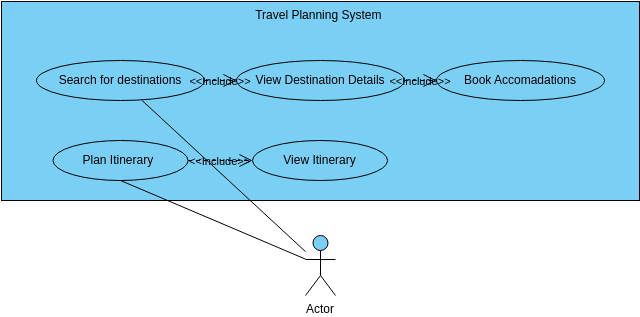 Travel Planning System
Search for destinations
<<Include>>
View Destination Details
<<Include>>
Book Accomadations
Plan Itinerary
<<Include>>
View Itinerary
Actor